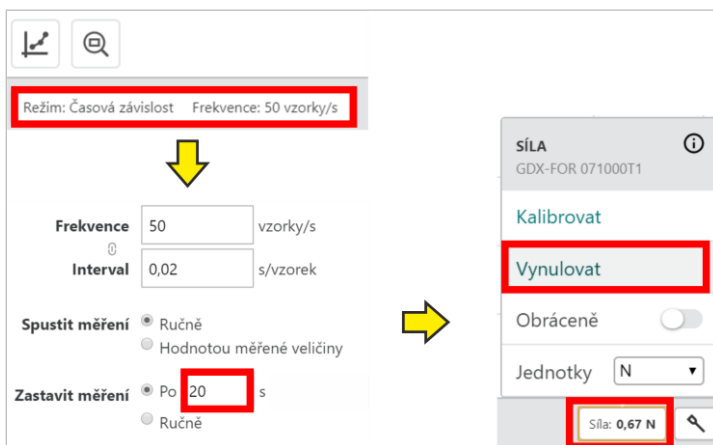 Režim: Časová závislost Frekvence: 50 vzorky/s
Frekvence 50 vzorky/s
Interval 0,02 s/vzorek
Spustit měření Ručně
Hodnotou měřené veličiny
Zastavit měření Po 20 s
Ručně
SÍLA
GDX-FOR 071000T1
Kalibrovat
Vynulovat
Obráceně
Jednotky N
Síla: 0,67 N